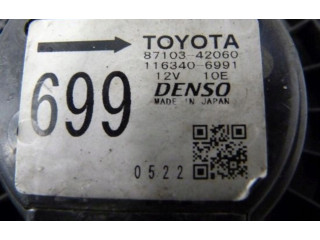 TOYOTA
87103-42060
116340-6991
12V 10E
DENSO
MADE IN JAPAN
699
0522